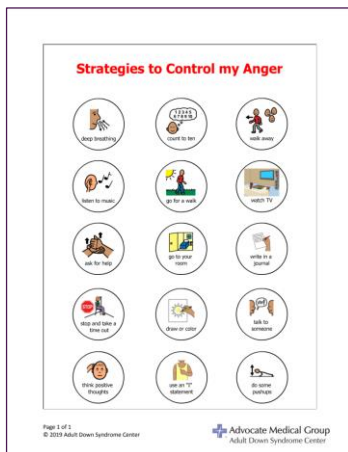 Strategies to Control my Anger
deep breathing
count to ten
walk away
listen to music
go for a walk
watch TV
ask for help
go to your
room
write in a
journal
STOP
stop and take a
time out
draw or color
talk to
someone
think positive
thoughts
use an "I"
statement
do some
pushups
Page 1 of 1
© 2019 Adult Down Syndrome Center
Advocate Medical Group
Adult Down Syndrome Center